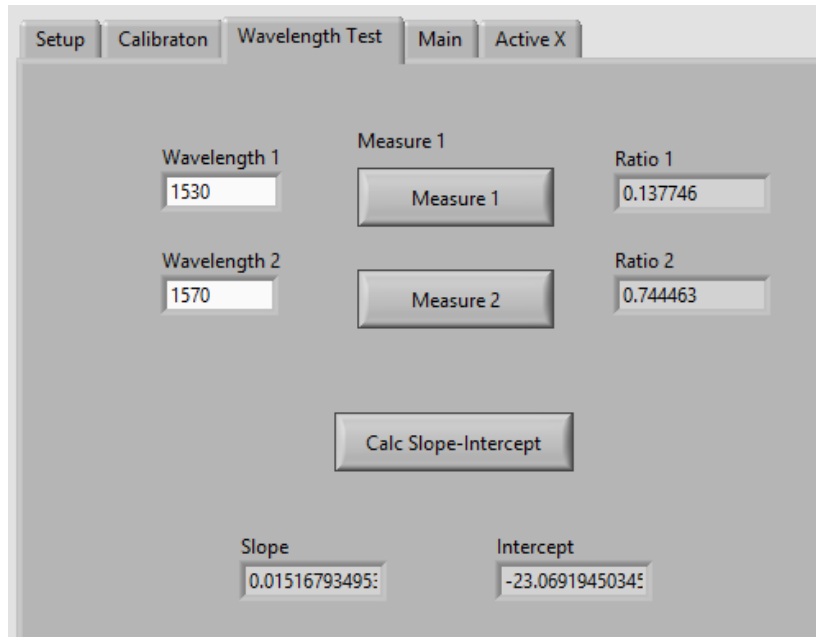 Setup
Calibraton
Wavelength Test
Main
Active X
Measure 1
Wavelength 1
1530
Measure 1
Ratio 1
0.137746
Wavelength 2
1570
Measure 2
Ratio 2
0.744463
Calc Slope-Intercept
Slope
0.01516793495
Intercept
-23.0691945034